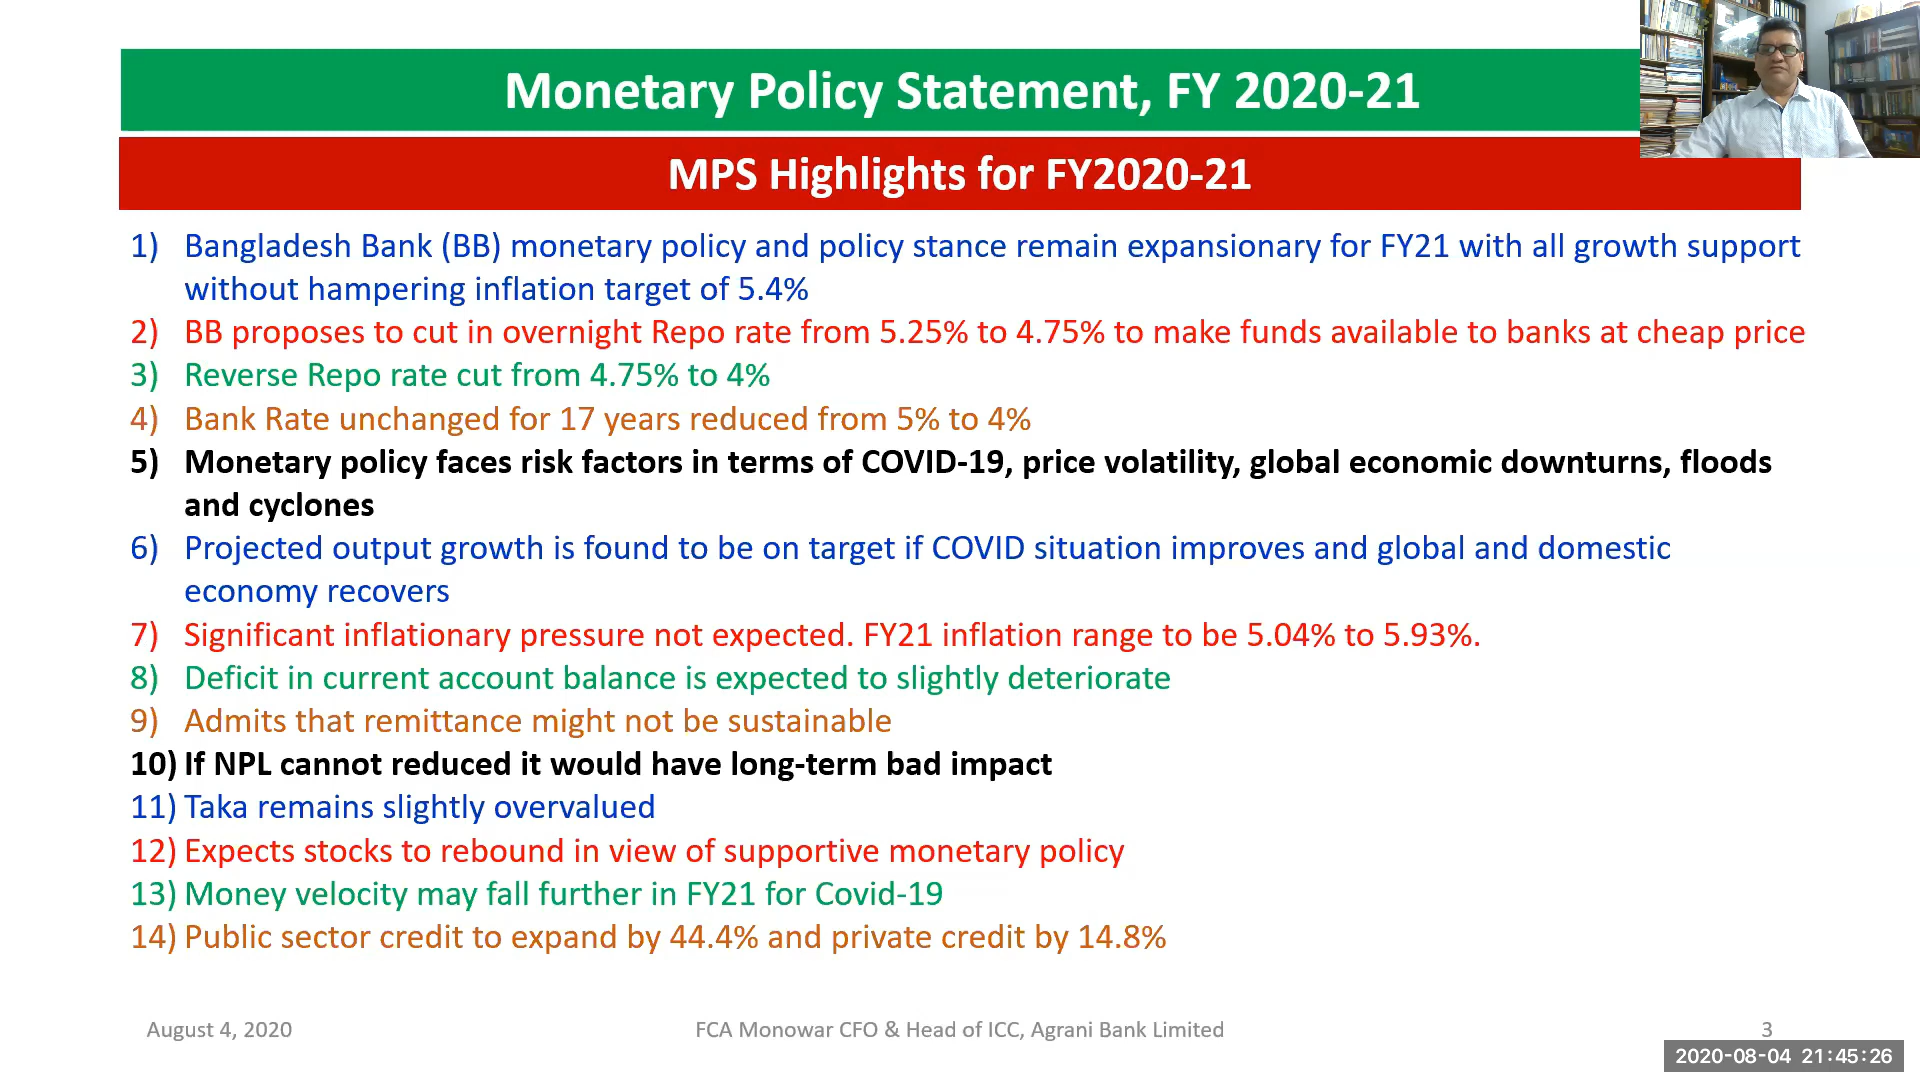 Monetary Policy Statement, FY 2020-21
MPS Highlights for FY2020-21
1) Bangladesh Bank (BB) monetary policy and policy stance remain expansionary for FY21 with all growth support
without hampering inflation target of 5.4%
2) BB proposes to cut in overnight Repo rate from 5.25% to 4.75% to make funds available to banks at cheap price
3) Reverse Repo rate cut from 4.75% to 4%
4) Bank Rate unchanged for 17 years reduced from 5% to 4%
5) Monetary policy faces risk factors in terms of COVID-19, price volatility, global economic downturns, floods
and cyclones
6) Projected output growth is found to be on target if COVID situation improves and global and domestic
economy recovers
7) Significant inflationary pressure not expected. FY21 inflation range to be 5.04% to 5.93%.
8) Deficit in current account balance is expected to slightly deteriorate
9) Admits that remittance might not be sustainable
10) If NPL cannot reduced it would have long-term bad impact
11) Taka remains slightly overvalued
12) Expects stocks to rebound in view of supportive monetary policy
13) Money velocity may fall further in FY21 for Covid-19
14) Public sector credit to expand by 44.4% and private credit by 14.8%
August 4, 2020
FCA Monowar CFO & Head of ICC, Agrani Bank Limited
3
2020-08-04 21:45:26